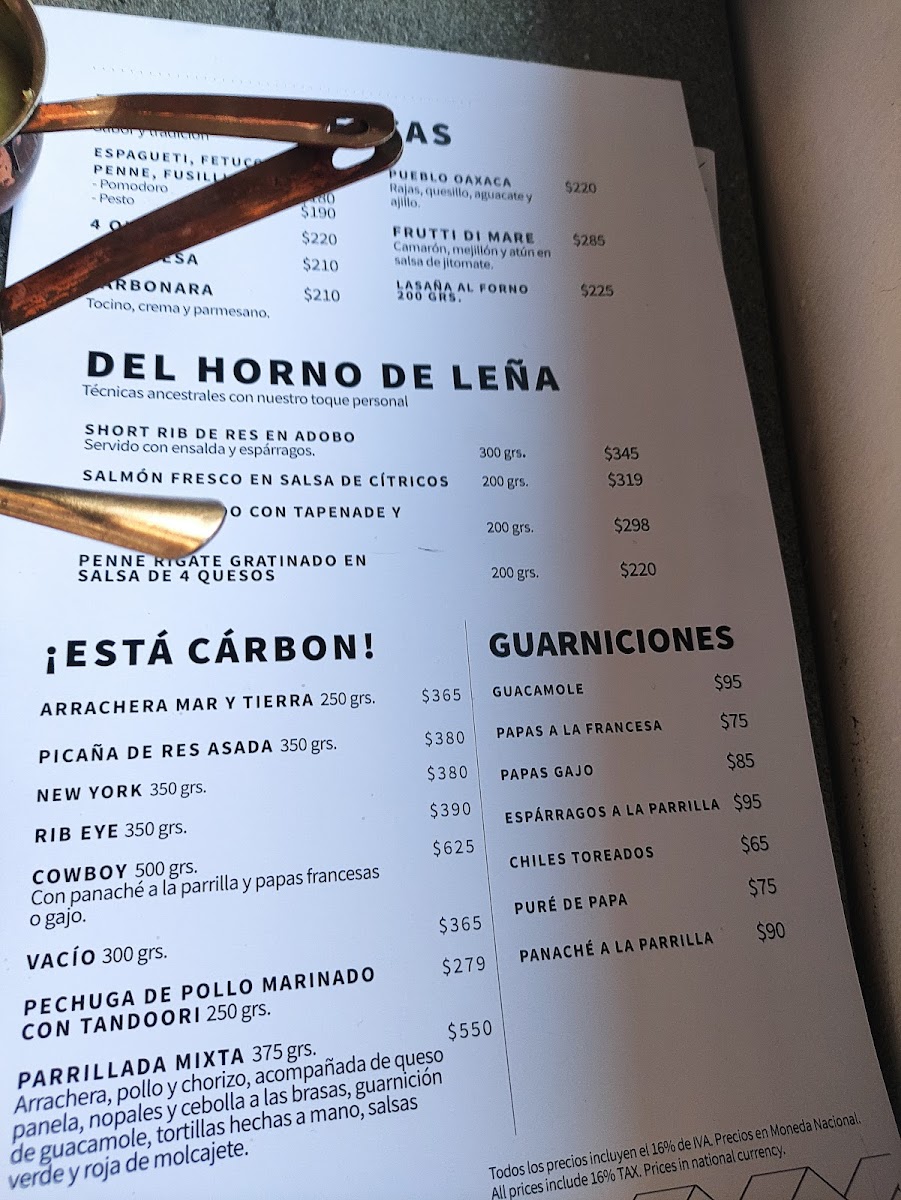 Sabor y tradición
ESPAGUETI, FETUCC
PENNE, FUSILLI
- Pomodoro
- Pesto $190
4 $220
ESA $210
ARBONARA $210
Tocino, crema y parmesano.
PUEBLO OAXACA $220
Rajas, quesillo, aguacate y
ajillo.
FRUTTI DI MARE $285
Camarón, mejillón y atún en
salsa de jitomate.
LASAÑA AL FORNO $225
200 GRS.
DEL HORNO DE LEÑA
Técnicas ancestrales con nuestro toque personal
SHORT RIB DE RES EN ADOBO
Servido con ensalda y espárragos. 300 grs. $345
SALMÓN FRESCO EN SALSA DE CÍTRICOS 200 grs. $319
O CON TAPENADE Y
200 grs. $298
PENNE RIGATE GRATINADO EN
SALSA DE 4 QUESOS 200 grs. $220
¡ESTÁ CÁRBON!
ARRACHERA MAR Y TIERRA 250 grs. $365
PICAÑA DE RES ASADA 350 grs. $380
NEW YORK 350 grs. $380
RIB EYE 350 grs. $390
COWBOY 500 grs. $625
Con panaché a la parrilla y papas francesas
o gajo.
VACÍO 300 grs. $365
PECHUGA DE POLLO MARINADO $279
CON TANDOORI 250 grs.
PARRILLADA MIXTA 375 grs. $550
Arrachera, pollo y chorizo, acompañada de queso
panela, nopales y cebolla a las brasas, guarnición
de guacamole, tortillas hechas a mano, salsas
verde y roja de molcajete.
GUARNICIONES
GUACAMOLE $95
PAPAS A LA FRANCESA $75
PAPAS GAJO $85
ESPÁRRAGOS A LA PARRILLA $95
CHILES TOREADOS $65
PURÉ DE PAPA $75
PANACHÉ A LA PARRILLA $90
Todos los precios incluyen el 16% de IVA. Precios en Moneda Nacional.
All prices include 16% TAX. Prices in national currency.